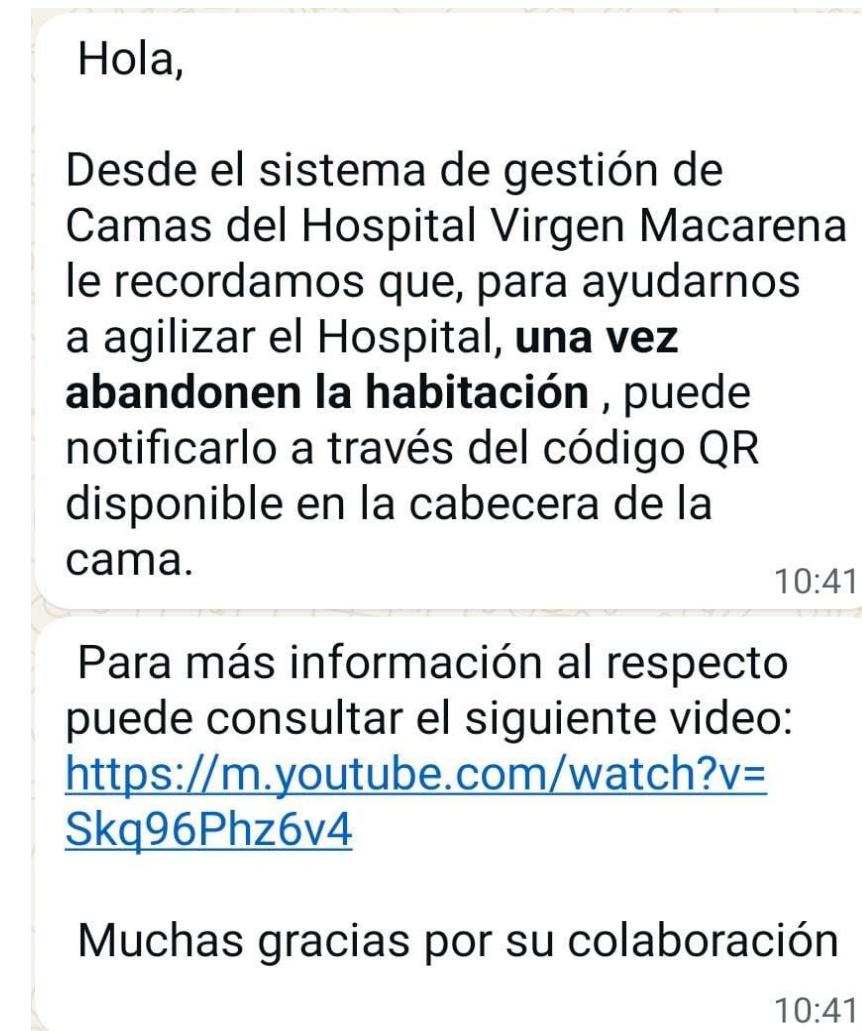 Hola,
Desde el sistema de gestión de
Camas del Hospital Virgen Macarena
le recordamos que, para ayudarnos
a agilizar el Hospital, una vez
abandonen la habitación , puede
notificarlo a través del código QR
disponible en la cabecera de la
cama.
10:41
Para más información al respecto
puede consultar el siguiente video:
https://m.youtube.com/watch?v=
Skq96Phz6v4
Muchas gracias por su colaboración
10:41